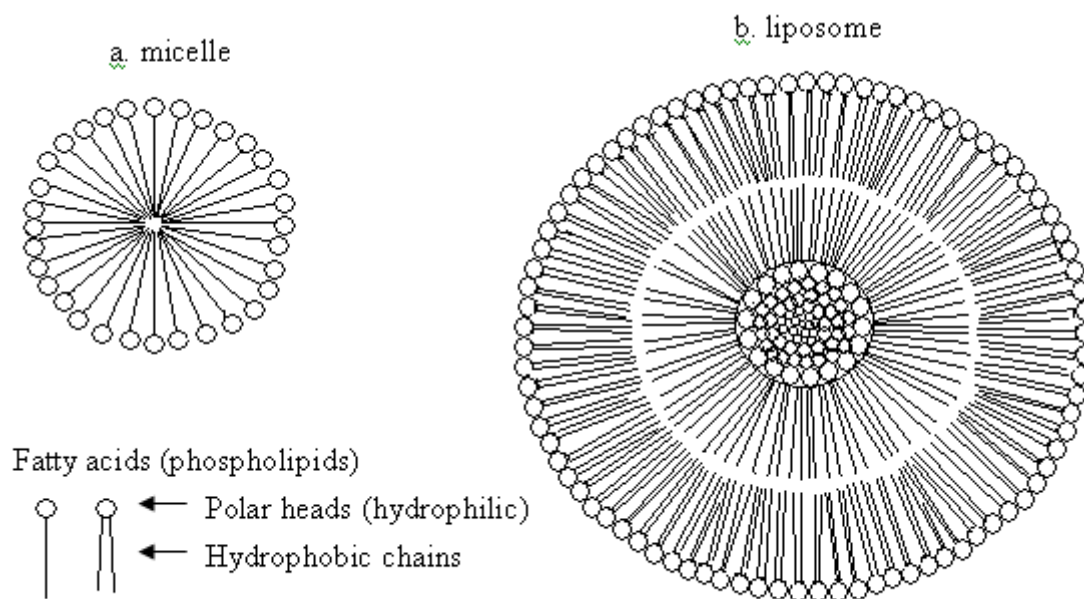 a. micelle
b. liposome
Fatty acids (phospholipids)
Polar heads (hydrophilic)
Hydrophobic chains